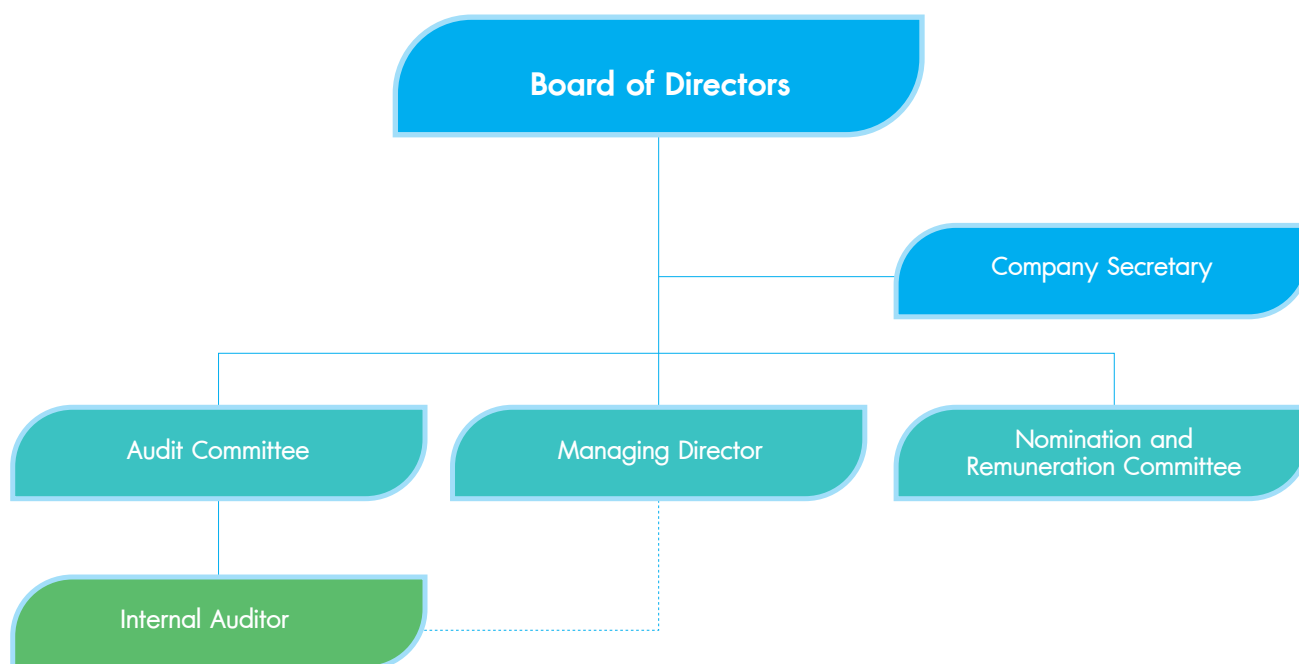 Board of Directors
Company Secretary
Audit Committee
Managing Director
Nomination and
Remuneration Committee
Internal Auditor